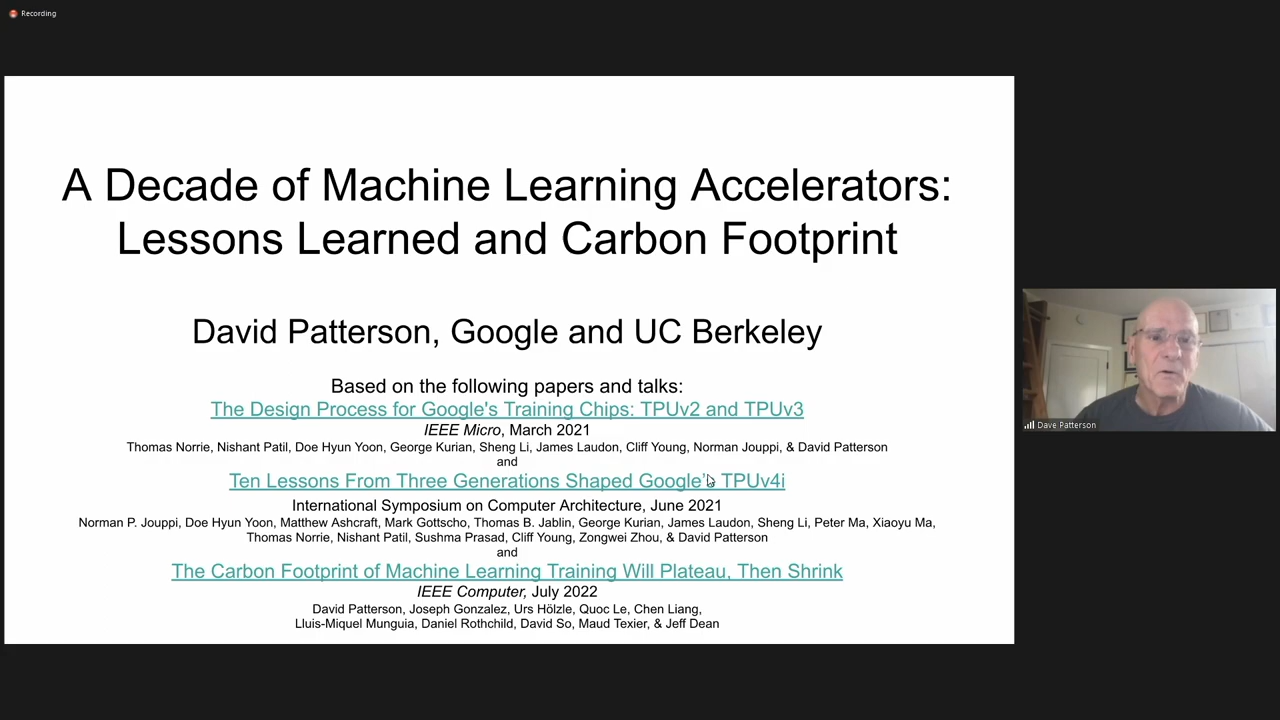 Recording
A Decade of Machine Learning Accelerators:
Lessons Learned and Carbon Footprint
David Patterson, Google and UC Berkeley
Based on the following papers and talks:
The Design Process for Google's Training Chips: TPUv2 and TPUv3
IEEE Micro, March 2021
Thomas Norrie, Nishant Patil, Doe Hyun Yoon, George Kurian, Sheng Li, James Laudon, Cliff Young, Norman Jouppi, & David Patterson
and
Ten Lessons From Three Generations Shaped Google's TPUv4i
International Symposium on Computer Architecture, June 2021
Norman P. Jouppi, Doe Hyun Yoon, Matthew Ashcraft, Mark Gottscho, Thomas B. Jablin, George Kurian, James Laudon, Sheng Li, Peter Ma, Xiaoyu Ma,
Thomas Norrie, Nishant Patil, Sushma Prasad, Cliff Young, Zongwei Zhou, & David Patterson
and
The Carbon Footprint of Machine Learning Training Will Plateau, Then Shrink
IEEE Computer, July 2022
David Patterson, Joseph Gonzalez, Urs Hölzle, Quoc Le, Chen Liang,
Lluis-Miquel Munguia, Daniel Rothchild, David So, Maud Texier, & Jeff Dean
Dave Patterson